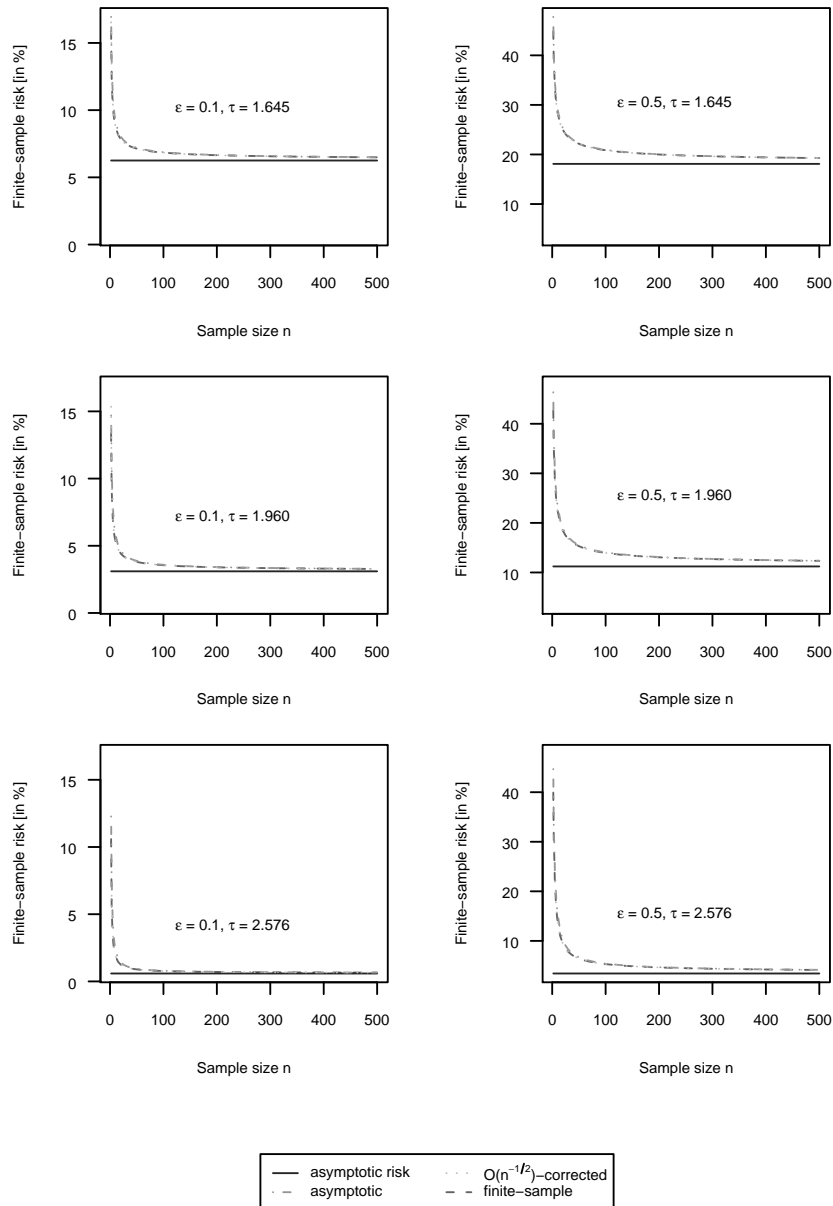 Finite−sample risk [in %]
15
10
5
0
ε = 0.1, τ = 1.645
0 100 200 300 400 500
Sample size n
Finite−sample risk [in %]
40
30
20
10
ε = 0.5, τ = 1.645
0 100 200 300 400 500
Sample size n
Finite−sample risk [in %]
15
10
5
0
ε = 0.1, τ = 1.960
0 100 200 300 400 500
Sample size n
Finite−sample risk [in %]
40
30
20
10
ε = 0.5, τ = 1.960
0 100 200 300 400 500
Sample size n
Finite−sample risk [in %]
15
10
5
0
ε = 0.1, τ = 2.576
0 100 200 300 400 500
Sample size n
Finite−sample risk [in %]
40
30
20
10
ε = 0.5, τ = 2.576
0 100 200 300 400 500
Sample size n
asymptotic risk
asymptotic
O(n⁻¹ᐟ²)−corrected
finite−sample